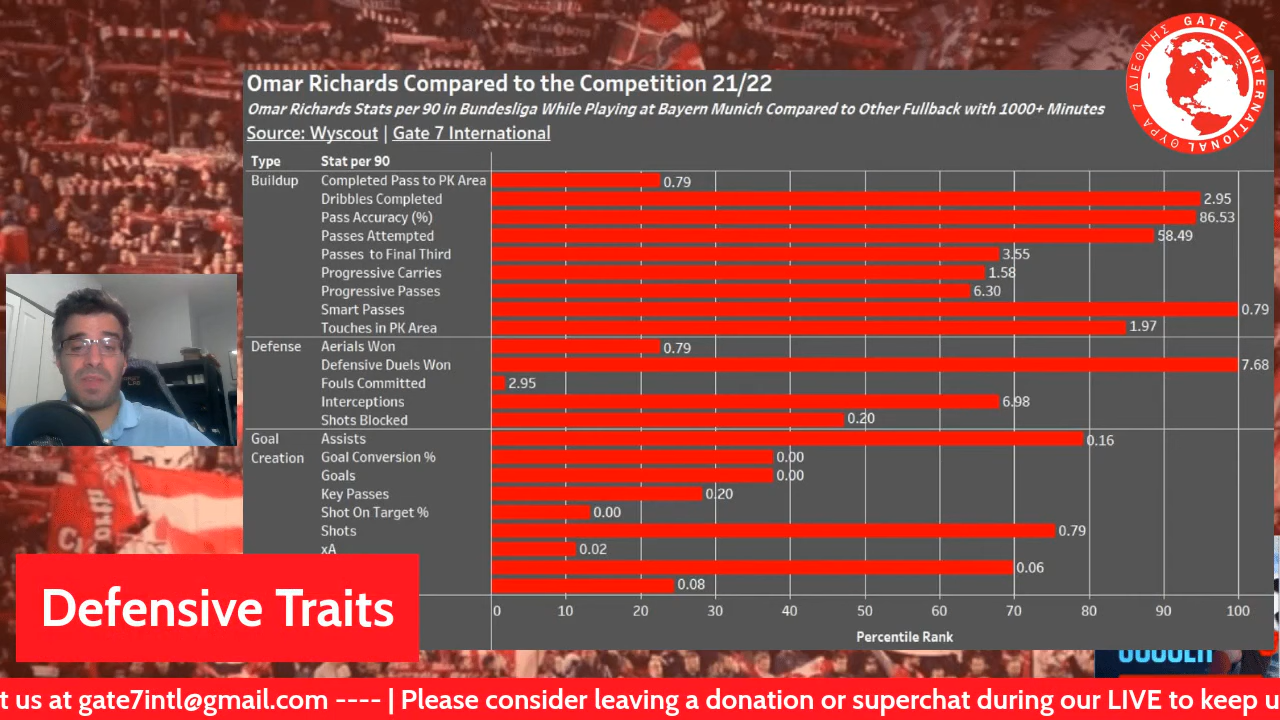 Omar Richards Compared to the Competition 21/22
Omar Richards Stats per 90 in Bundesliga While Playing at Bayern Munich Compared to Other Fullback with 1000+ Minutes
Source: Wyscout | Gate 7 International
GATE 7 INTERNATIONAL
ΘΥΡΑ 7 ΔΙΕΘΝΗΣ
Type Stat per 90
Buildup Completed Pass to PK Area 0.79
Dribbles Completed 2.95
Pass Accuracy (%) 86.53
Passes Attempted 58.49
Passes to Final Third 3.55
Progressive Carries 1.58
Progressive Passes 6.30
Smart Passes 0.79
Touches in PK Area 1.97
Defense Aerials Won 0.79
Defensive Duels Won 7.68
Fouls Committed 2.95
Interceptions 6.98
Shots Blocked 0.20
Goal Assists 0.16
Creation Goal Conversion % 0.00
Goals 0.00
Key Passes 0.20
Shot On Target % 0.00
Shots 0.79
xA 0.02
0.06
0.08
0 10 20 30 40 50 60 70 80 90 100
Percentile Rank
Defensive Traits
t us at gate7intl@gmail.com ---- | Please consider leaving a donation or superchat during our LIVE to keep u